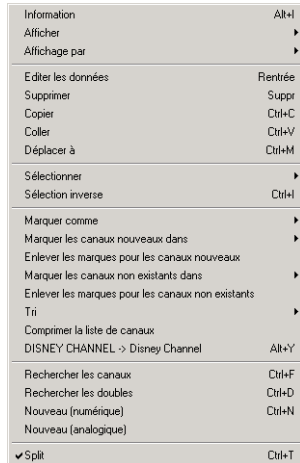 Information Alt+I
Afficher
Affichage par
Editer les données Rentrée
Supprimer Suppr
Copier Ctrl+C
Coller Ctrl+V
Déplacer à Ctrl+M
Sélectionner
Sélection inverse Ctrl+I
Marquer comme
Marquer les canaux nouveaux dans
Enlever les marques pour les canaux nouveaux
Marquer les canaux non existants dans
Enlever les marques pour les canaux non existants
Tri
Comprimer la liste de canaux
DISNEY CHANNEL -> Disney Channel Alt+Y
Rechercher les canaux Ctrl+F
Rechercher les doubles Ctrl+D
Nouveau (numérique) Ctrl+N
Nouveau (analogique)
Split Ctrl+T